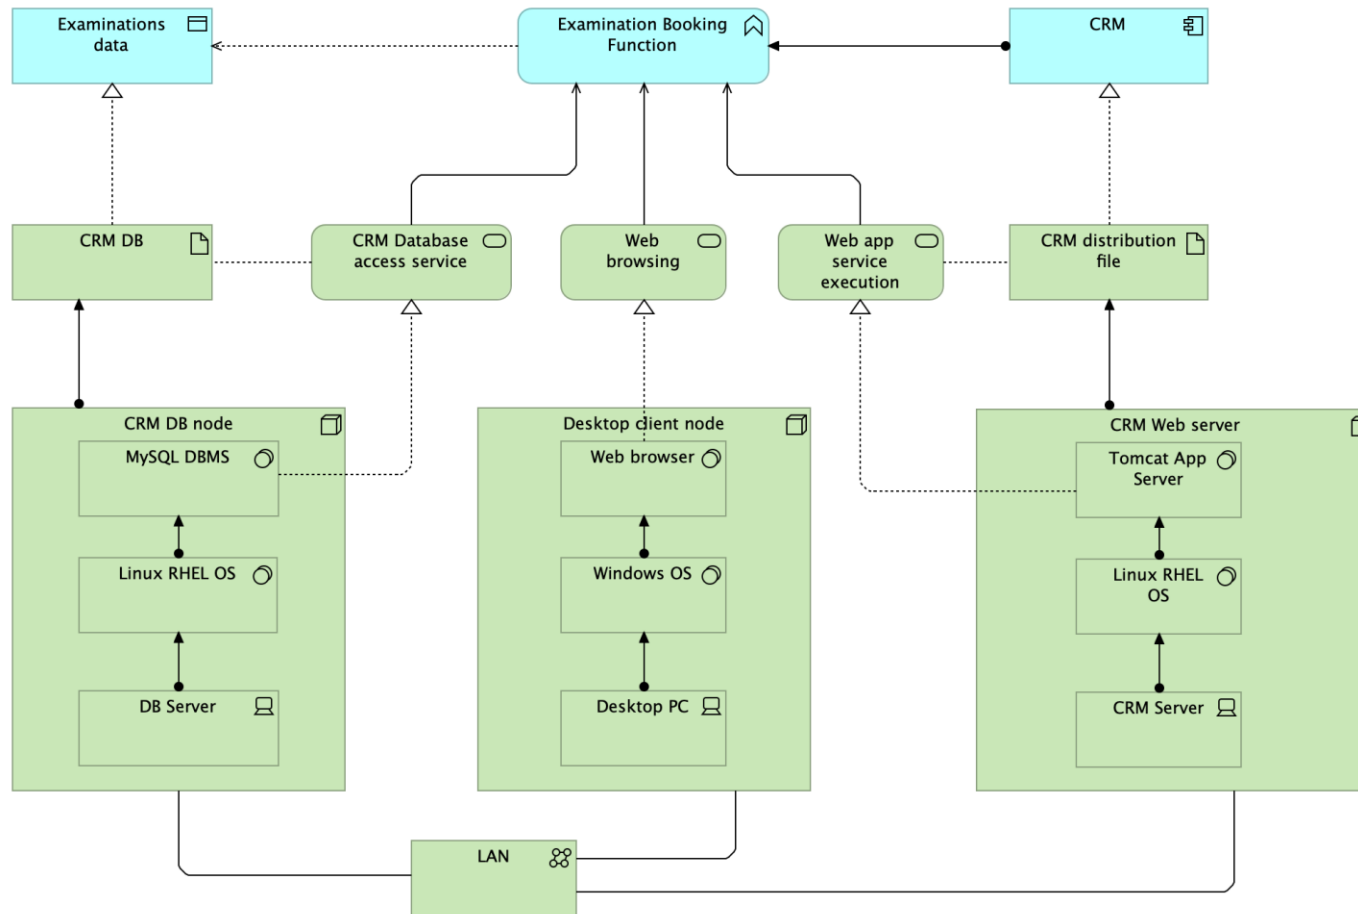 Examinations
data
Examination Booking
Function
CRM
CRM DB
CRM Database
access service
Web
browsing
Web app
service
execution
CRM distribution
file
CRM DB node
MySQL DBMS
Linux RHEL OS
DB Server
Desktop client node
Web browser
Windows OS
Desktop PC
CRM Web server
Tomcat App
Server
Linux RHEL
OS
CRM Server
LAN